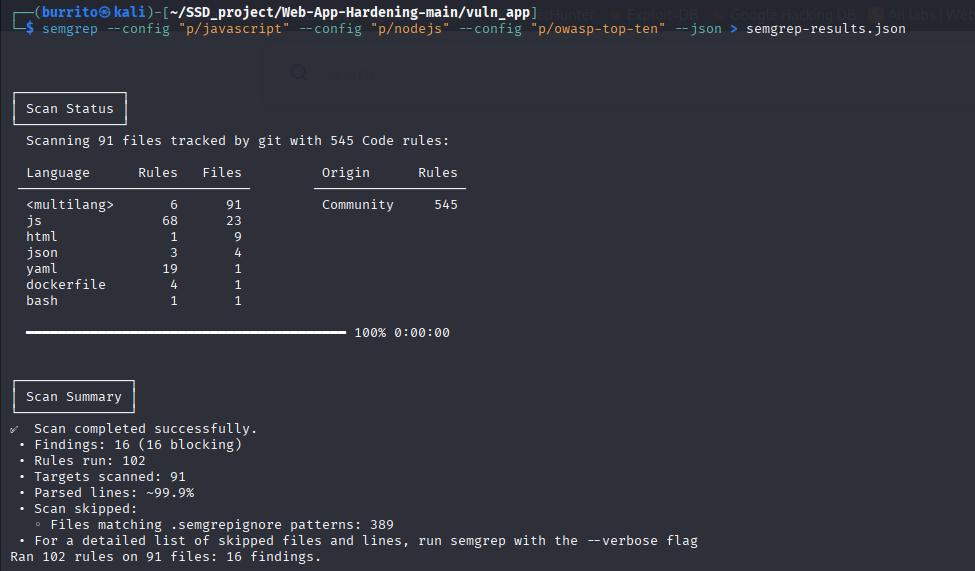 (burrito㉿kali)-[~/SSD_project/Web-App-Hardening-main/vuln_app]
$ semgrep --config "p/javascript" --config "p/nodejs" --config "p/owasp-top-ten" --json > semgrep-results.json
Scan Status
Scanning 91 files tracked by git with 545 Code rules:
Language Rules Files Origin Rules
<multilang> 6 91 Community 545
js 68 23
html 1 9
json 3 4
yaml 19 1
dockerfile 4 1
bash 1 1
100% 0:00:00
Scan Summary
✅ Scan completed successfully.
• Findings: 16 (16 blocking)
• Rules run: 102
• Targets scanned: 91
• Parsed lines: ~99.9%
• Scan skipped:
◦ Files matching .semgrepignore patterns: 389
• For a detailed list of skipped files and lines, run semgrep with the --verbose flag
Ran 102 rules on 91 files: 16 findings.